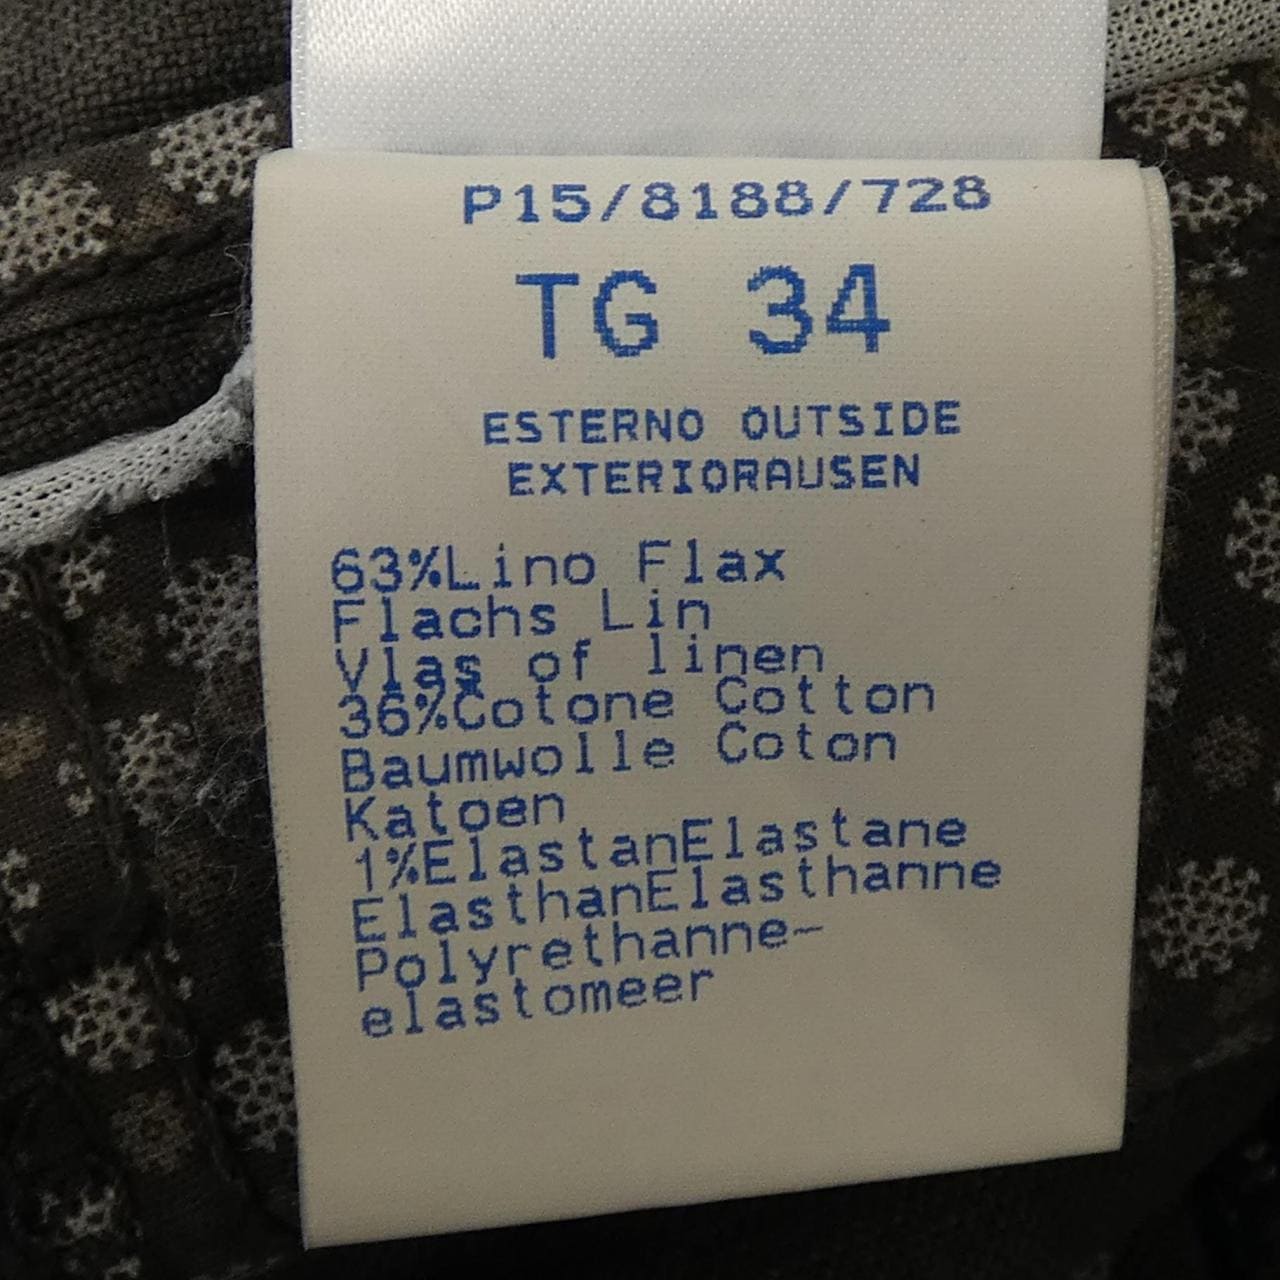 P15/8188/728
TG 34
ESTERNO OUTSIDE
EXTERIORAUSEN
63%Lino Flax
Flachs Lin
Vlas of linen
36%Cotone Cotton
Baumwolle Coton
Katoen
1%ElastanElastane
ElasthanElasthanne
Polyrethanne-
elastomeer